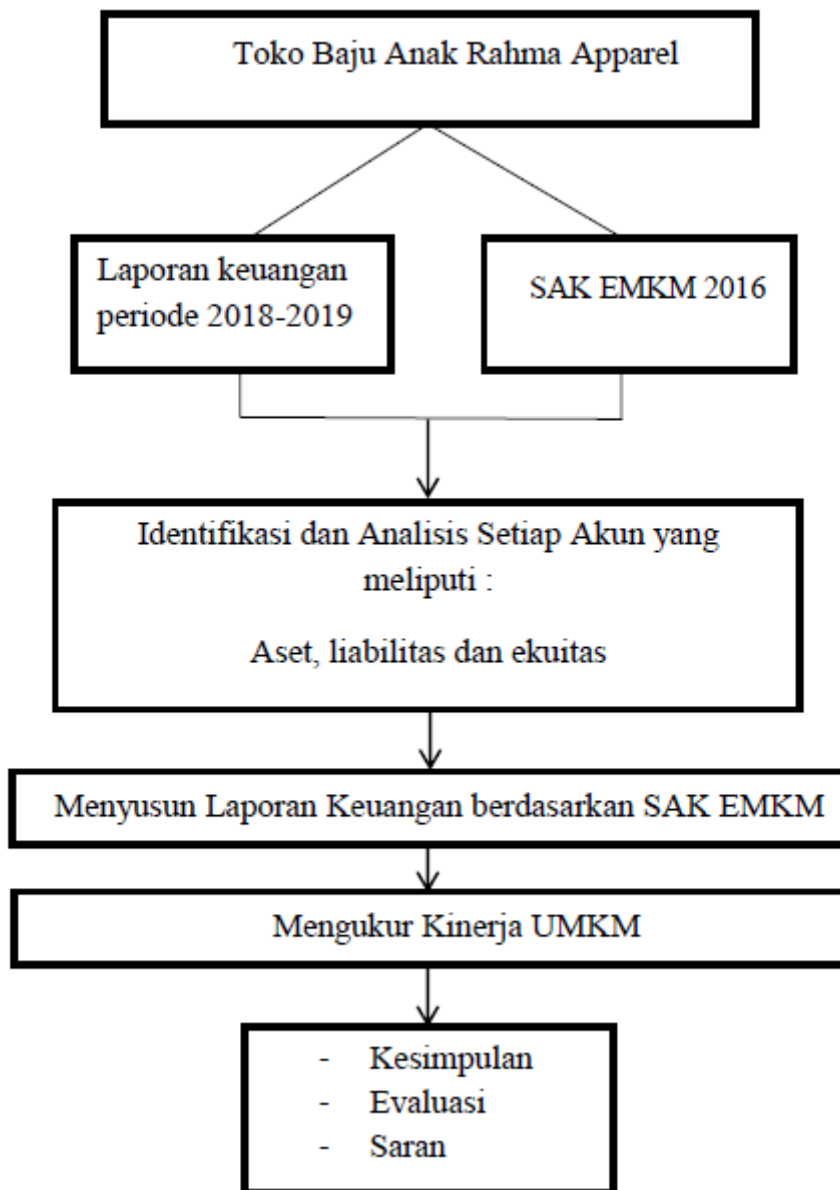 Toko Baju Anak Rahma Apparel
Laporan keuangan
periode 2018-2019
SAK EMKM 2016
Identifikasi dan Analisis Setiap Akun yang
meliputi :
Aset, liabilitas dan ekuitas
Menyusun Laporan Keuangan berdasarkan SAK EMKM
Mengukur Kinerja UMKM
- Kesimpulan
- Evaluasi
- Saran